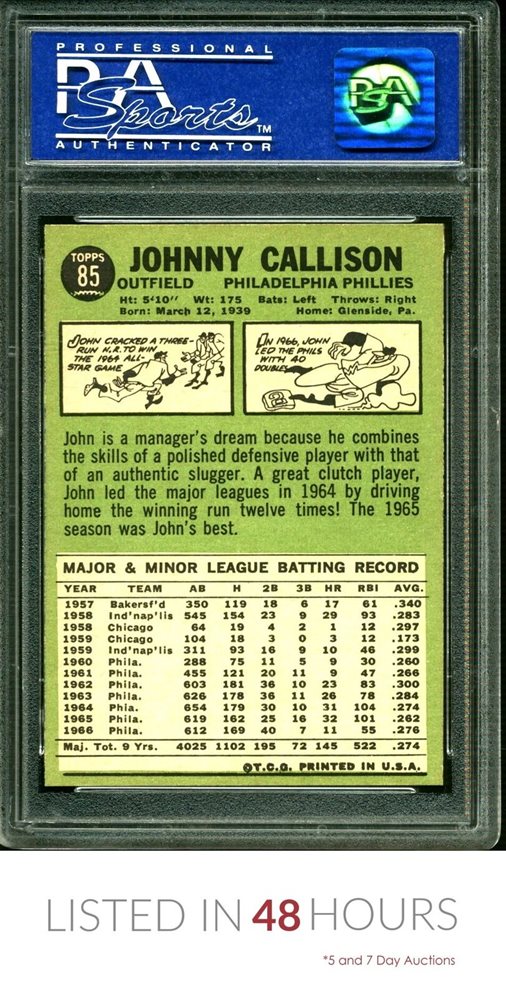 PROFESSIONAL
PSA
Sports™
AUTHENTICATOR
PSA
TOPPS
85
JOHNNY CALLISON
OUTFIELD PHILADELPHIA PHILLIES
Ht: 5'10" Wt: 175 Bats: Left Throws: Right
Born: March 12, 1939 Home: Glenside, Pa.
JOHN CRACKED A THREE-
RUN H.R. TO WIN
THE 1964 ALL-
STAR GAME
IN 1966, JOHN
LED THE PHILS
WITH 40
DOUBLES
John is a manager's dream because he combines
the skills of a polished defensive player with that
of an authentic slugger. A great clutch player,
John led the major leagues in 1964 by driving
home the winning run twelve times! The 1965
season was John's best.
MAJOR & MINOR LEAGUE BATTING RECORD
YEAR TEAM AB H 2B 3B HR RBI AVG.
1957 Bakersf'd 350 119 18 6 17 61 .340
1958 Ind'nap'lis 545 154 23 9 29 93 .283
1958 Chicago 64 19 4 2 1 12 .297
1959 Chicago 104 18 3 0 3 12 .173
1959 Ind'nap'lis 311 93 16 9 10 46 .299
1960 Phila. 288 75 11 5 9 30 .260
1961 Phila. 455 121 20 11 9 47 .266
1962 Phila. 603 181 36 10 23 83 .300
1963 Phila. 626 178 36 11 26 78 .284
1964 Phila. 654 179 30 10 31 104 .274
1965 Phila. 619 162 25 16 32 101 .262
1966 Phila. 612 169 40 7 11 55 .276
Maj. Tot. 9 Yrs. 4025 1102 195 72 145 522 .274
©T.C.G. PRINTED IN U.S.A.
LISTED IN 48 HOURS
*5 and 7 Day Auctions